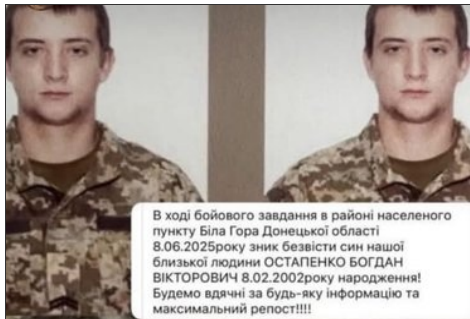 В ході бойового завдання в районі населеного
пункту Біла Гора Донецької області
8.06.2025року зник безвісти син нашої
близької людини ОСТАПЕНКО БОГДАН
ВІКТОРОВИЧ 8.02.2002року народження!
Будемо вдячні за будь-яку інформацію та
максимальний репост!!!!